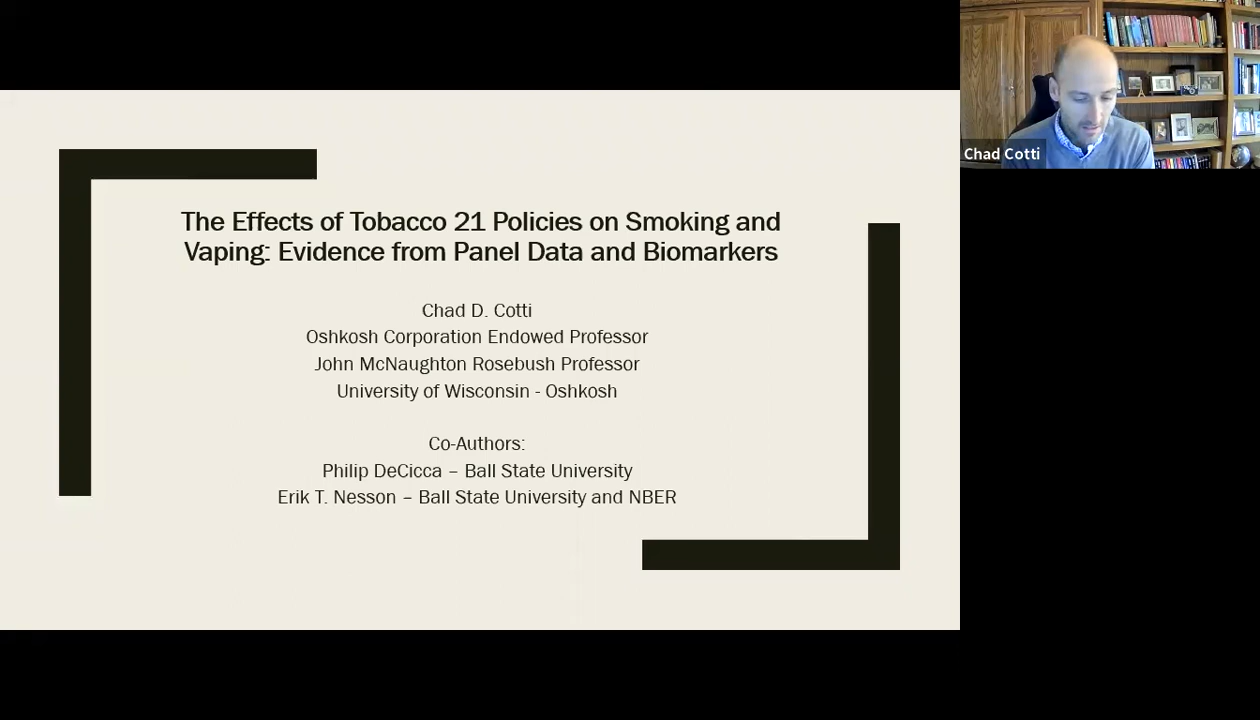 The Effects of Tobacco 21 Policies on Smoking and
Vaping: Evidence from Panel Data and Biomarkers
Chad D. Cotti
Oshkosh Corporation Endowed Professor
John McNaughton Rosebush Professor
University of Wisconsin - Oshkosh
Co-Authors:
Philip DeCicca – Ball State University
Erik T. Nesson – Ball State University and NBER
Chad Cotti